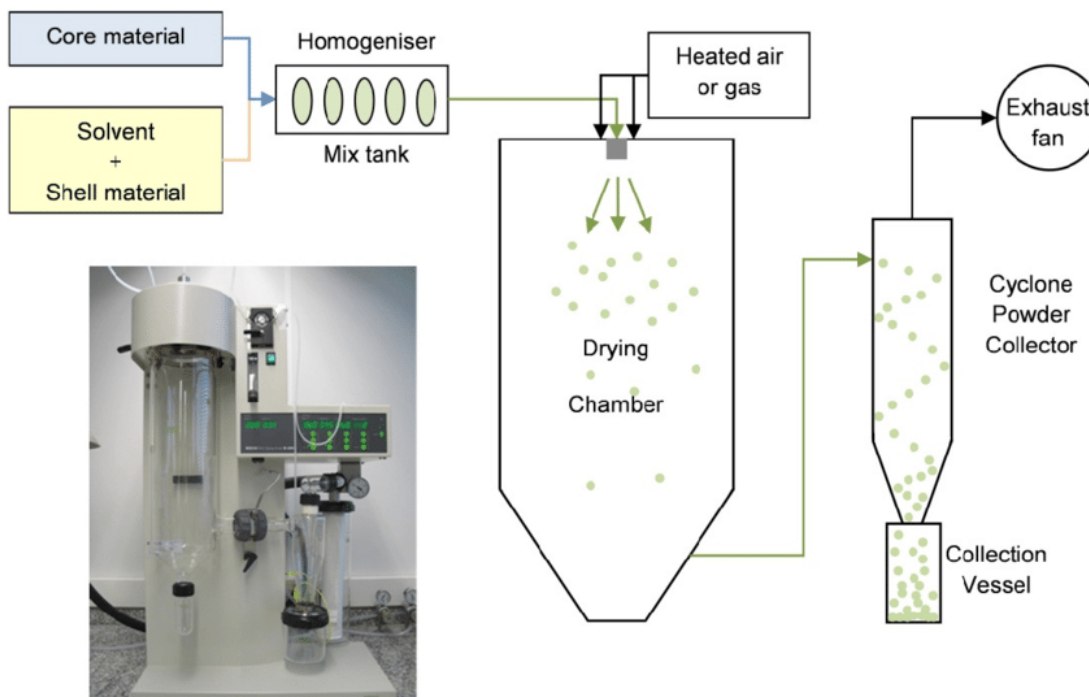 Core material
Solvent
+
Shell material
Homogeniser
Mix tank
Heated air
or gas
Exhaust
fan
Drying
Chamber
Cyclone
Powder
Collector
Collection
Vessel